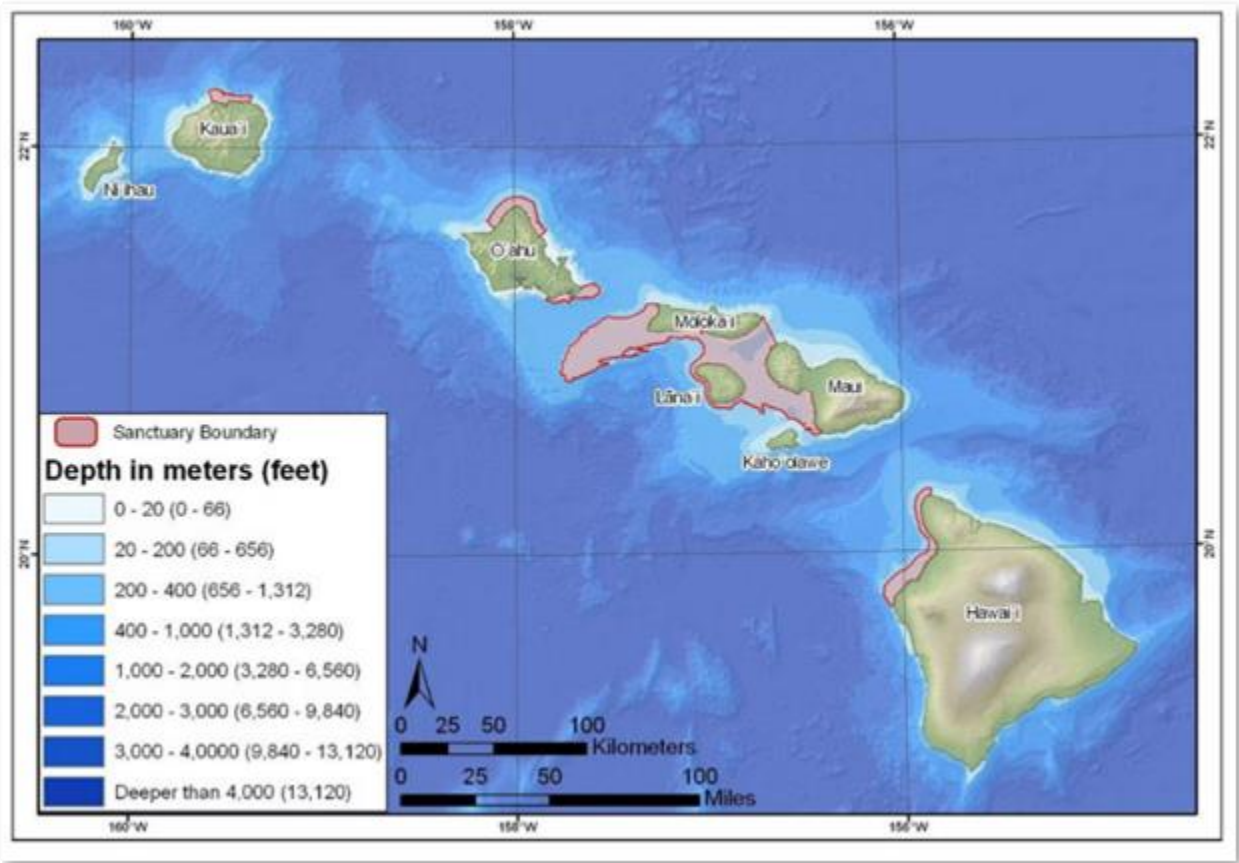 160°W
158°W
156°W
22°N
22°N
Kaua i
Ni ihau
O ahu
Moloka i
Maui
Lāna i
Kaho olawe
Sanctuary Boundary
Depth in meters (feet)
0 - 20 (0 - 66)
20 - 200 (66 - 656)
200 - 400 (656 - 1,312)
400 - 1,000 (1,312 - 3,280)
1,000 - 2,000 (3,280 - 6,560)
2,000 - 3,000 (6,560 - 9,840)
3,000 - 4,0000 (9,840 - 13,120)
Deeper than 4,000 (13,120)
20°N
20°N
Hawai i
N
0 25 50 100
Kilometers
0 25 50 100
Miles
160°W
158°W
156°W